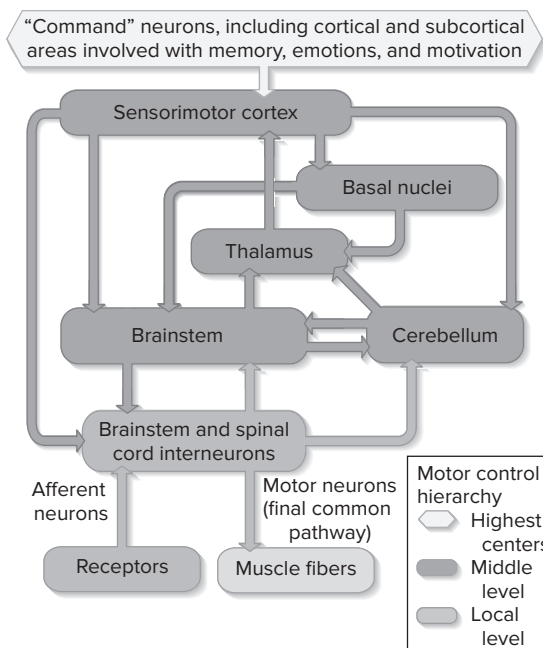 “Command” neurons, including cortical and subcortical
areas involved with memory, emotions, and motivation
Sensorimotor cortex
Basal nuclei
Thalamus
Brainstem
Cerebellum
Brainstem and spinal
cord interneurons
Afferent
neurons
Motor neurons
(final common
pathway)
Receptors
Muscle fibers
Motor control
hierarchy
Highest
centers
Middle
level
Local
level